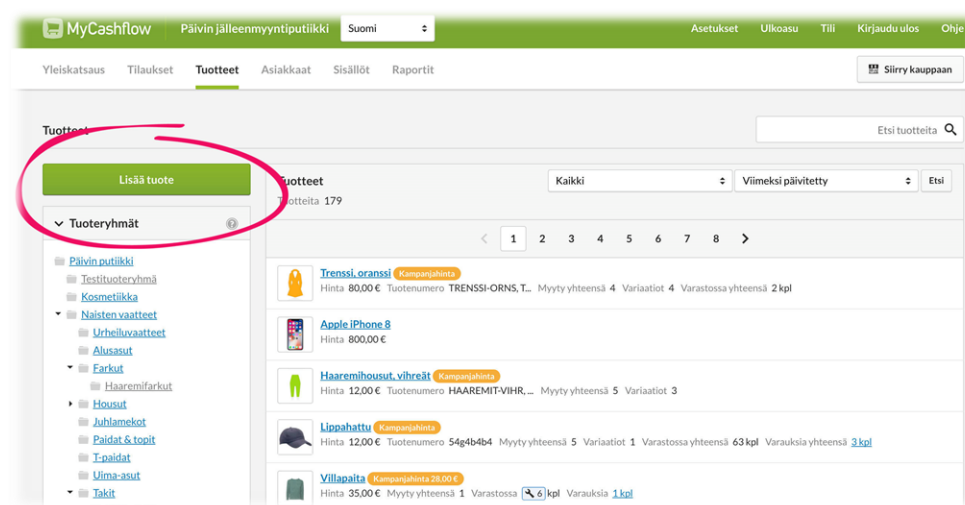 MyCashflow Päivin jälleenmyyntiputiikki Suomi Asetukset Ulkoasu Tili Kirjaudu ulos Ohje
Yleiskatsaus Tilaukset Tuotteet Asiakkaat Sisällöt Raportit Siirry kauppaan
Tuotteet Etsi tuotteita
Lisää tuote
Tuoteryhmät ?
Päivin putiikki
Testituoteryhmä
Kosmetiikka
Naisten vaatteet
Urheiluvaatteet
Alusasut
Farkut
Haaremifarkut
Housut
Juhlamekot
Paidat & topit
T-paidat
Uima-asut
Takit
Tuotteet Kaikki Viimeksi päivitetty Etsi
Tuotteita 179
1 2 3 4 5 6 7 8
Trenssi, oranssi Kampanjahinta
Hinta 80,00 € Tuotenumero TRENSSI-ORNS, T... Myyty yhteensä 4 Variaatiot 4 Varastossa yhteensä 2 kpl
Apple iPhone 8
Hinta 800,00 €
Haaremihousut, vihreät Kampanjahinta
Hinta 12,00 € Tuotenumero HAAREMIT-VIHR, ... Myyty yhteensä 5 Variaatiot 3
Lippahattu Kampanjahinta
Hinta 12,00 € Tuotenumero 54g4b4b4 Myyty yhteensä 5 Variaatiot 1 Varastossa yhteensä 63 kpl Varauksia yhteensä 3 kpl
Villapaita Kampanjahinta 28,00 €
Hinta 35,00 € Myyty yhteensä 1 Varastossa 6 kpl Varauksia 1 kpl